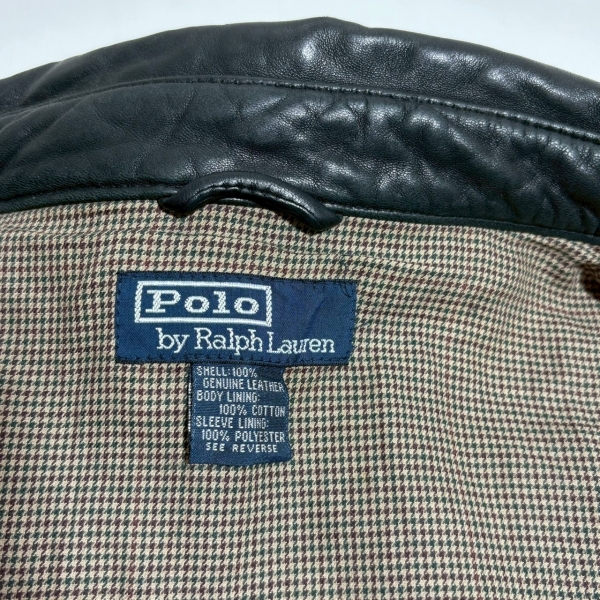 Polo
by Ralph Lauren
SHELL:100%
GENUINE LEATHER
BODY LINING:
100% COTTON
SLEEVE LINING:
100% POLYESTER
SEE REVERSE